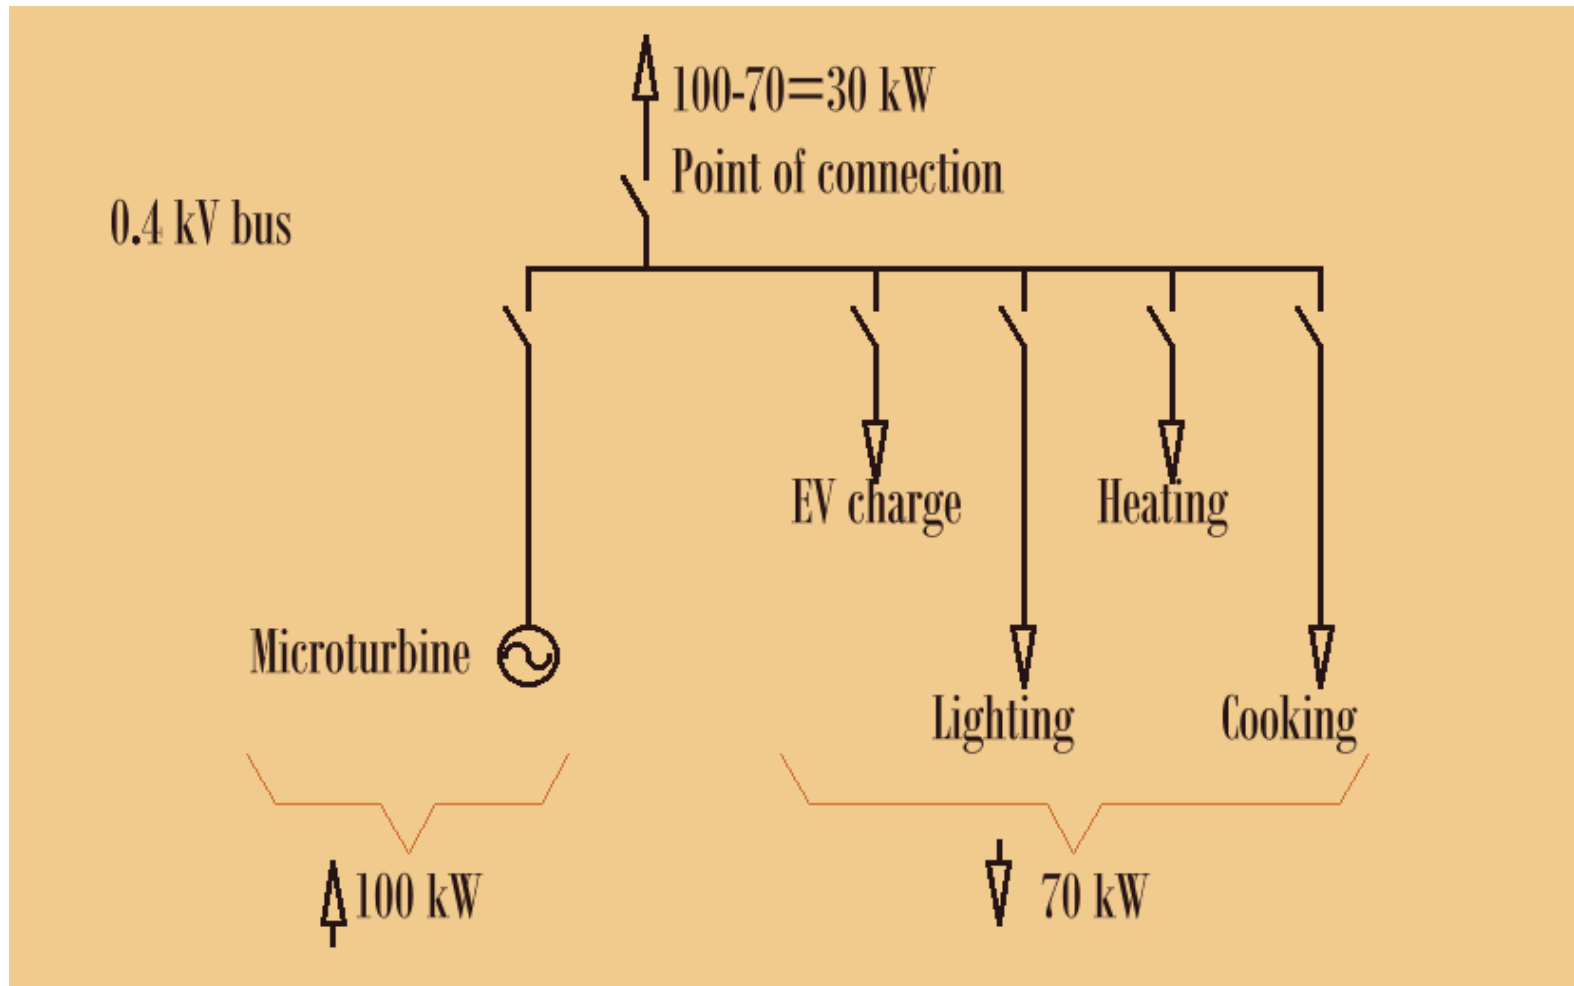 100-70=30 kW
Point of connection
0.4 kV bus
EV charge
Heating
Microturbine
Lighting
Cooking
100 kW
70 kW